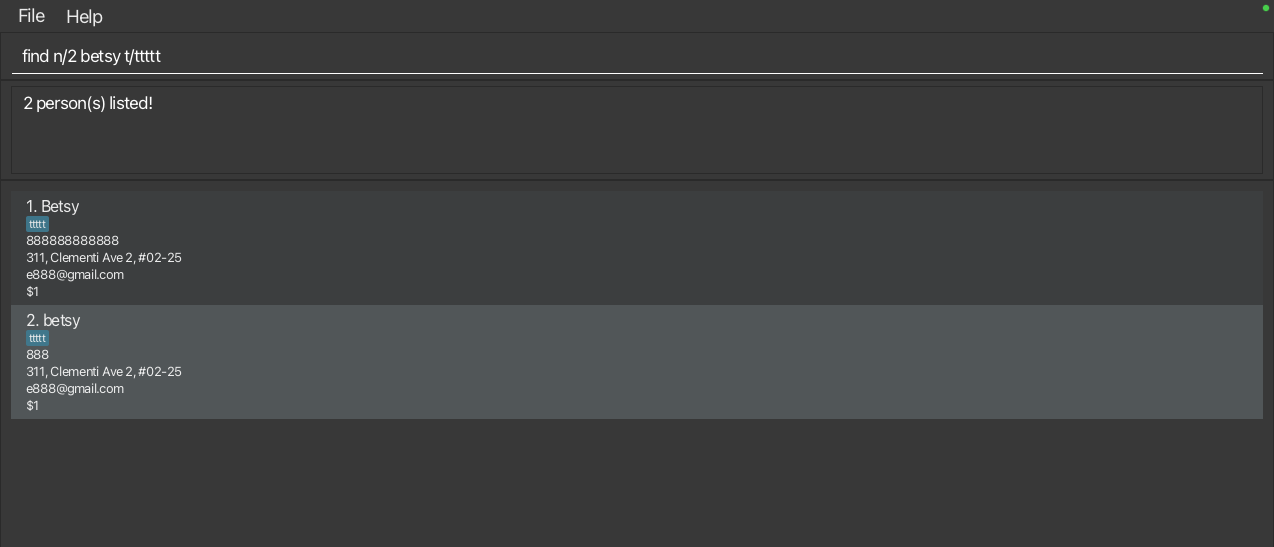 File Help
find n/2 betsy t/ttttt
2 person(s) listed!
1. Betsy
ttttt
888888888888
311, Clementi Ave 2, #02-25
e888@gmail.com
$1
2. betsy
ttttt
888
311, Clementi Ave 2, #02-25
e888@gmail.com
$1